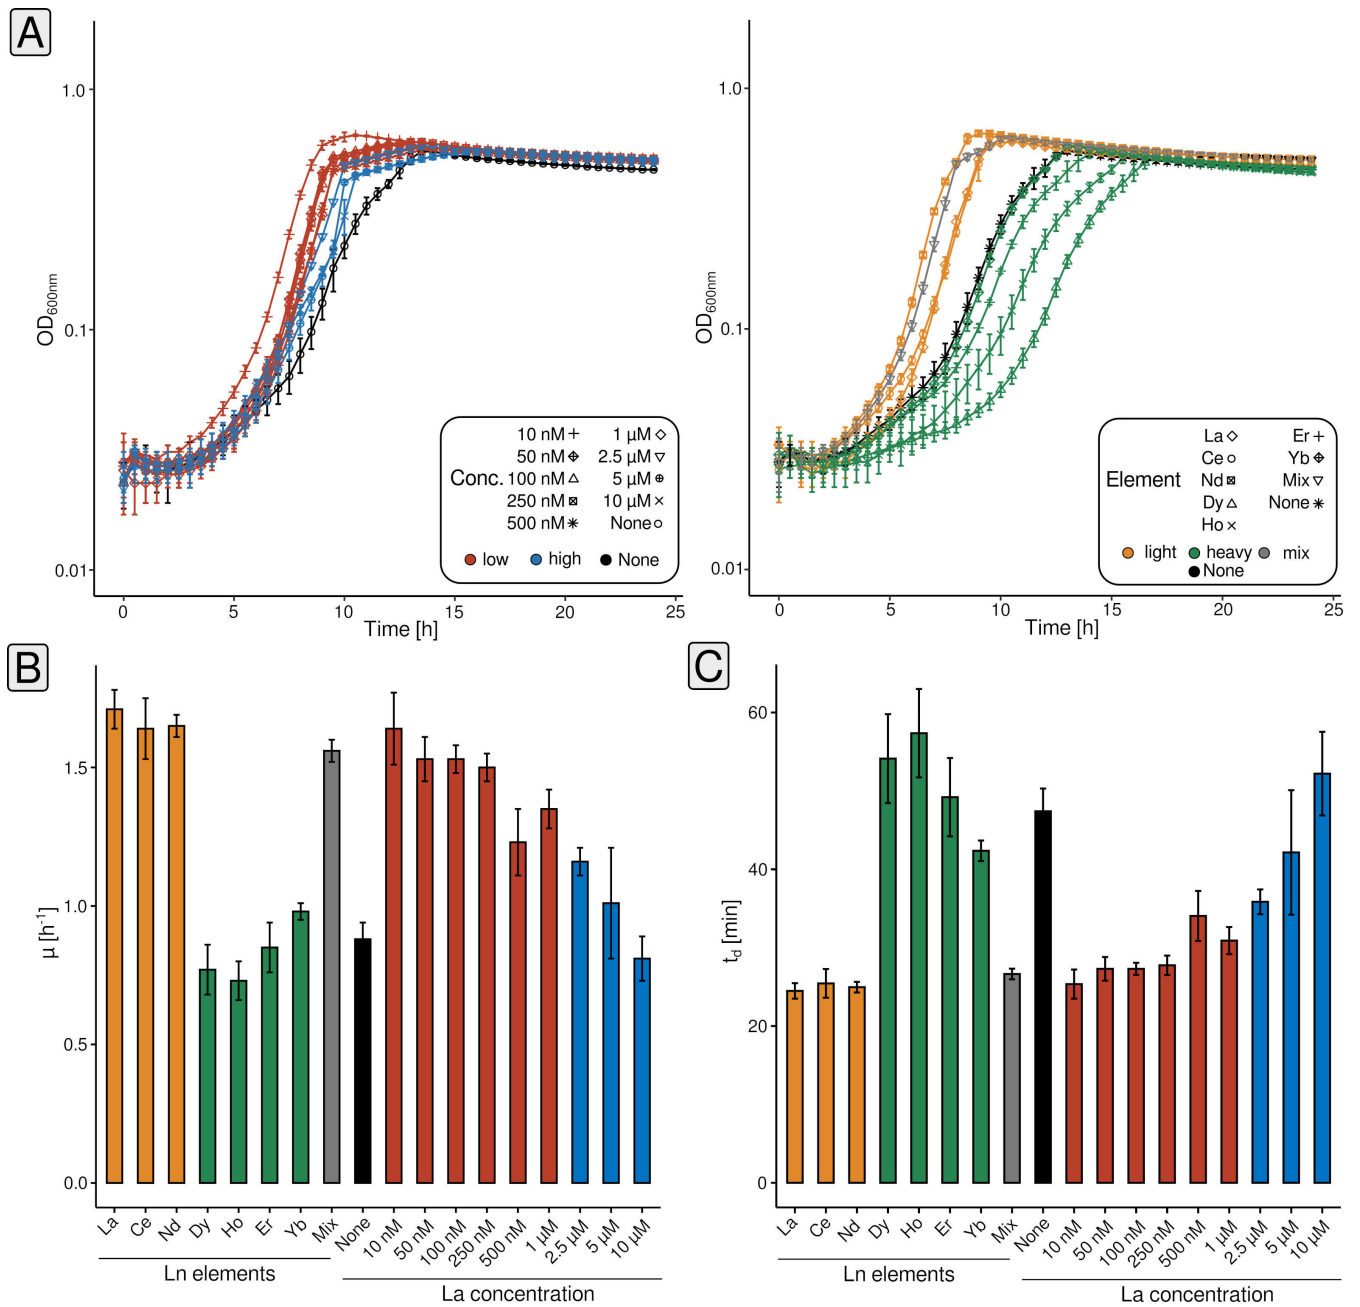 A
1.0
0.1
0.01
OD600nm
0 5 10 15 20 25
Time [h]
10 nM 1 µM
50 nM 2.5 µM
Conc. 100 nM 5 µM
250 nM 10 µM
500 nM None
low high None
1.0
0.1
0.01
OD600nm
0 5 10 15 20 25
Time [h]
La Er
Ce Yb
Element Nd Mix
Dy None
Ho
light heavy mix
None
B
1.5
1.0
0.5
0.0
µ [h-1]
La Ce Nd Dy Ho Er Yb Mix None 10 nM 50 nM 100 nM 250 nM 500 nM 1 µM 2.5 µM 5 µM 10 µM
Ln elements
La concentration
C
60
40
20
0
td [min]
La Ce Nd Dy Ho Er Yb Mix None 10 nM 50 nM 100 nM 250 nM 500 nM 1 µM 2.5 µM 5 µM 10 µM
Ln elements
La concentration